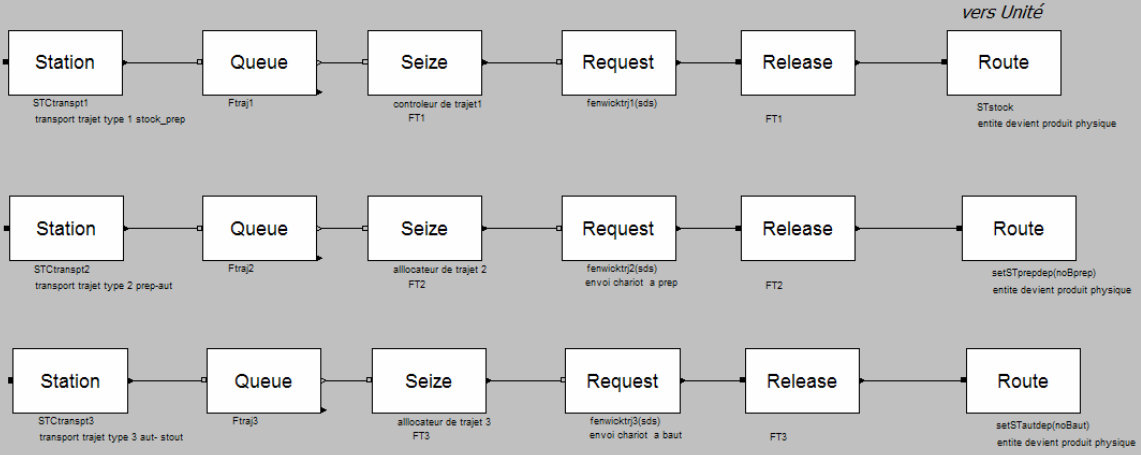 vers Unité
Station
Queue
Seize
Request
Release
Route
STCtranspt1
transport trajet type 1 stock_prep
Ftraj1
controleur de trajet1
FT1
fenwicktrj1(sds)
FT1
STstock
entite devient produit physique
Station
Queue
Seize
Request
Release
Route
STCtranspt2
transport trajet type 2 prep-aut
Ftraj2
alllocateur de trajet 2
FT2
fenwicktrj2(sds)
envoi chariot a prep
FT2
setSTprepdep(noBprep)
entite devient produit physique
Station
Queue
Seize
Request
Release
Route
STCtranspt3
transport trajet type 3 aut- stout
Ftraj3
alllocateur de trajet 3
FT3
fenwicktrj3(sds)
envoi chariot a baut
FT3
setSTautdep(noBaut)
entite devient produit physique